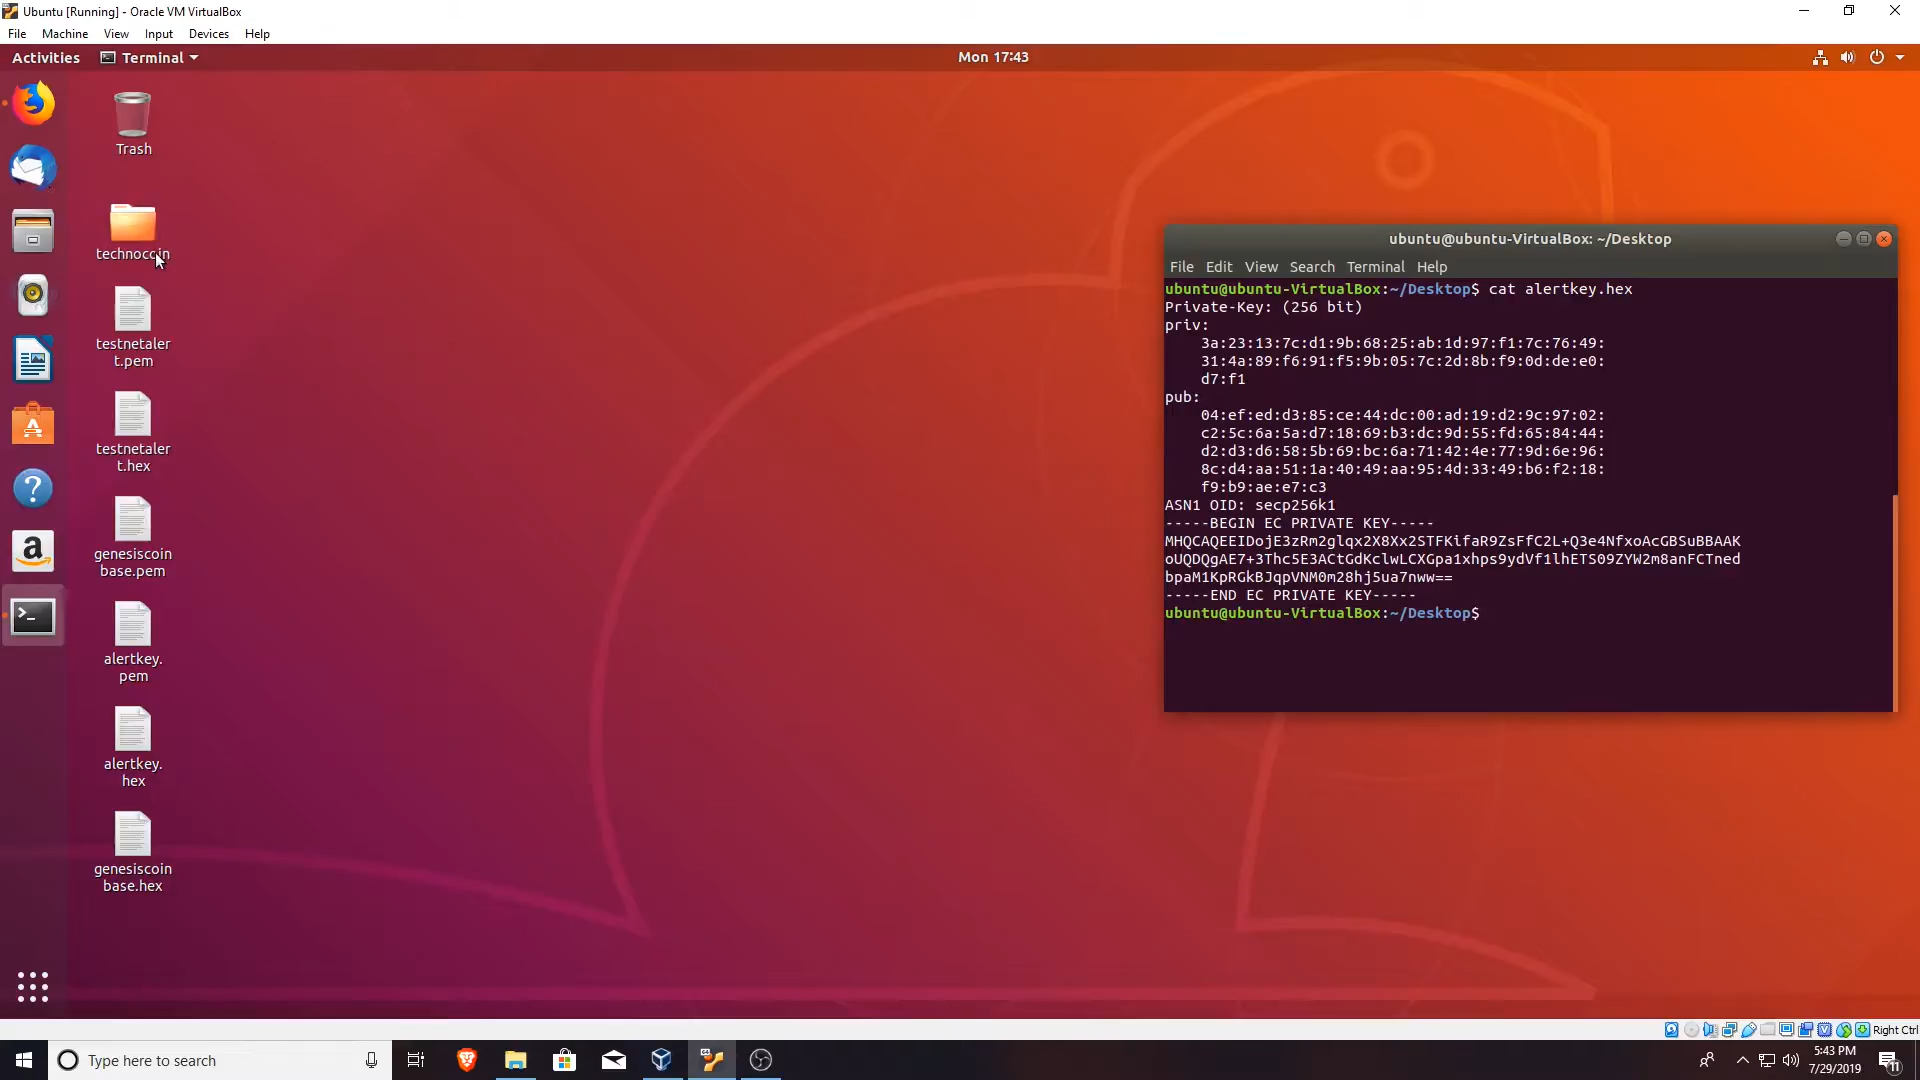 Ubuntu [Running] - Oracle VM VirtualBox
File Machine View Input Devices Help
Activities Terminal Mon 17:43
Trash
technocoin
testnetaler
t.pem
testnetaler
t.hex
genesiscoin
base.pem
alertkey.
pem
alertkey.
hex
genesiscoin
base.hex
ubuntu@ubuntu-VirtualBox: ~/Desktop
File Edit View Search Terminal Help
ubuntu@ubuntu-VirtualBox:~/Desktop$ cat alertkey.hex
Private-Key: (256 bit)
priv:
3a:23:13:7c:d1:9b:68:25:ab:1d:97:f1:7c:76:49:
31:4a:89:f6:91:f5:9b:05:7c:2d:8b:f9:0d:de:e0:
d7:f1
pub:
04:ef:ed:d3:85:ce:44:dc:00:ad:19:d2:9c:97:02:
c2:5c:6a:5a:d7:18:69:b3:dc:9d:55:fd:65:84:44:
d2:d3:d6:58:5b:69:bc:6a:71:42:4e:77:9d:6e:96:
8c:d4:aa:51:1a:40:49:aa:95:4d:33:49:b6:f2:18:
f9:b9:ae:e7:c3
ASN1 OID: secp256k1
-----BEGIN EC PRIVATE KEY-----
MHQCAQEEIDojE3zRm2glqx2X8Xx2STFKifaR9ZsFfC2L+Q3e4NfxoAcGBSuBBAAK
oUQDQgAE7+3Thc5E3ACtGdKclwLCXGpa1xhps9ydVf1lhETS09ZYW2m8anFCTned
bpaM1KpRGkBJqpVNM0m28hj5ua7nww==
-----END EC PRIVATE KEY-----
ubuntu@ubuntu-VirtualBox:~/Desktop$
Right Ctrl
Type here to search
5:43 PM
7/29/2019
11